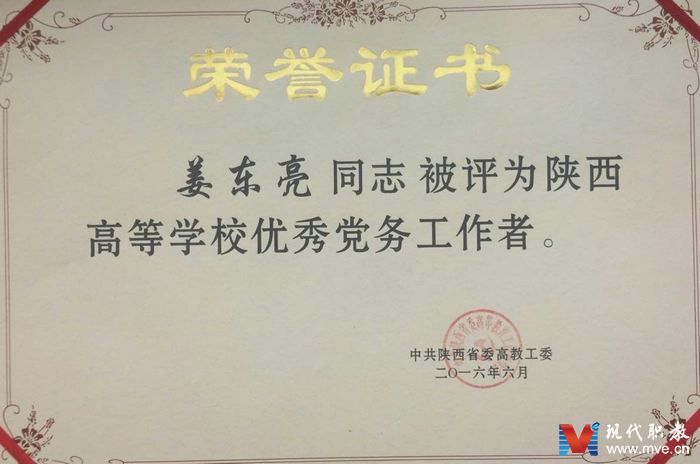 荣誉证书
姜东亮 同志 被评为陕西
高等学校优秀党务工作者。
中共陕西省委高教工委
二〇一六年六月
现代职教
www.mve.cn